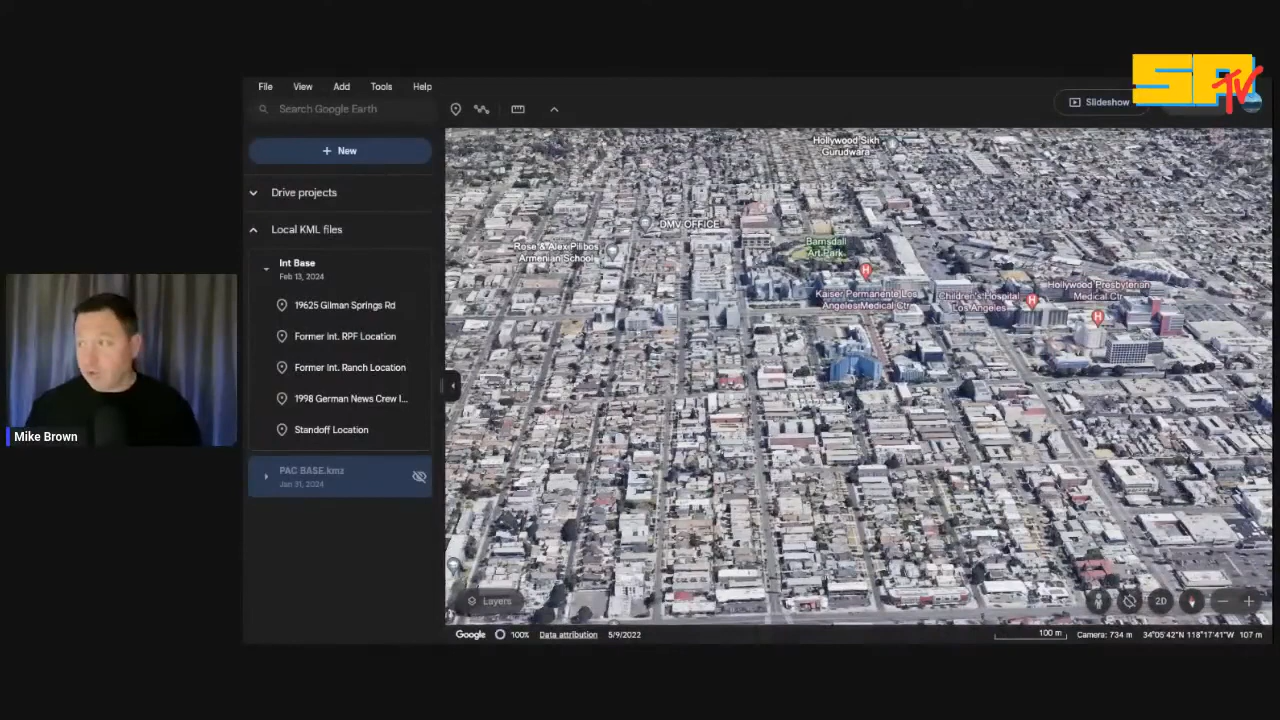 SP
TV
File View Add Tools Help
Search Google Earth
Slideshow
New
Drive projects
Local KML files
Int Base
Feb 13, 2024
19625 Gilman Springs Rd
Former Int. RPF Location
Former Int. Ranch Location
1998 German News Crew I...
Standoff Location
PAC BASE.kmz
Jan 31, 2024
Hollywood Sikh
Gurudwara
DMV OFFICE
Rose & Alex Pilibos
Armenian School
Barnsdall
Art Park
Kaiser Permanente Los
Angeles Medical Ctr
Children's Hospital
Los Angeles
Hollywood Presbyterian
Medical Ctr
H
H
H
Mike Brown
Layers
2D
Google 100% Data attribution 5/9/2022 100 m Camera: 734 m 34°05'42"N 118°17'41"W 107 m